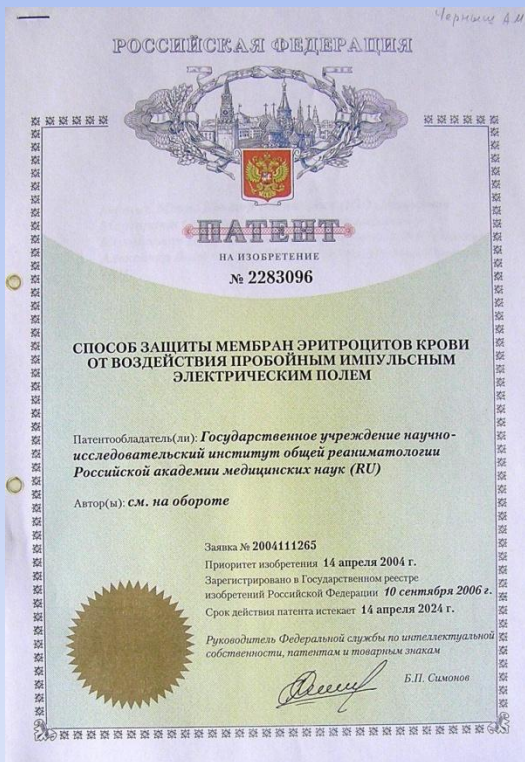 Черныш А.М
РОССИЙСКАЯ ФЕДЕРАЦИЯ
ПАТЕНТ
НА ИЗОБРЕТЕНИЕ
№ 2283096
СПОСОБ ЗАЩИТЫ МЕМБРАН ЭРИТРОЦИТОВ КРОВИ
ОТ ВОЗДЕЙСТВИЯ ПРОБОЙНЫМ ИМПУЛЬСНЫМ
ЭЛЕКТРИЧЕСКИМ ПОЛЕМ
Патентообладатель(ли): Государственное учреждение научно-
исследовательский институт общей реаниматологии
Российской академии медицинских наук (RU)
Автор(ы): см. на обороте
Заявка № 2004111265
Приоритет изобретения 14 апреля 2004 г.
Зарегистрировано в Государственном реестре
изобретений Российской Федерации 10 сентября 2006 г.
Срок действия патента истекает 14 апреля 2024 г.
Руководитель Федеральной службы по интеллектуальной
собственности, патентам и товарным знакам
Б.П. Симонов